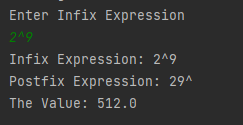 Enter Infix Expression
2^9
Infix Expression: 2^9
Postfix Expression: 29^
The Value: 512.0